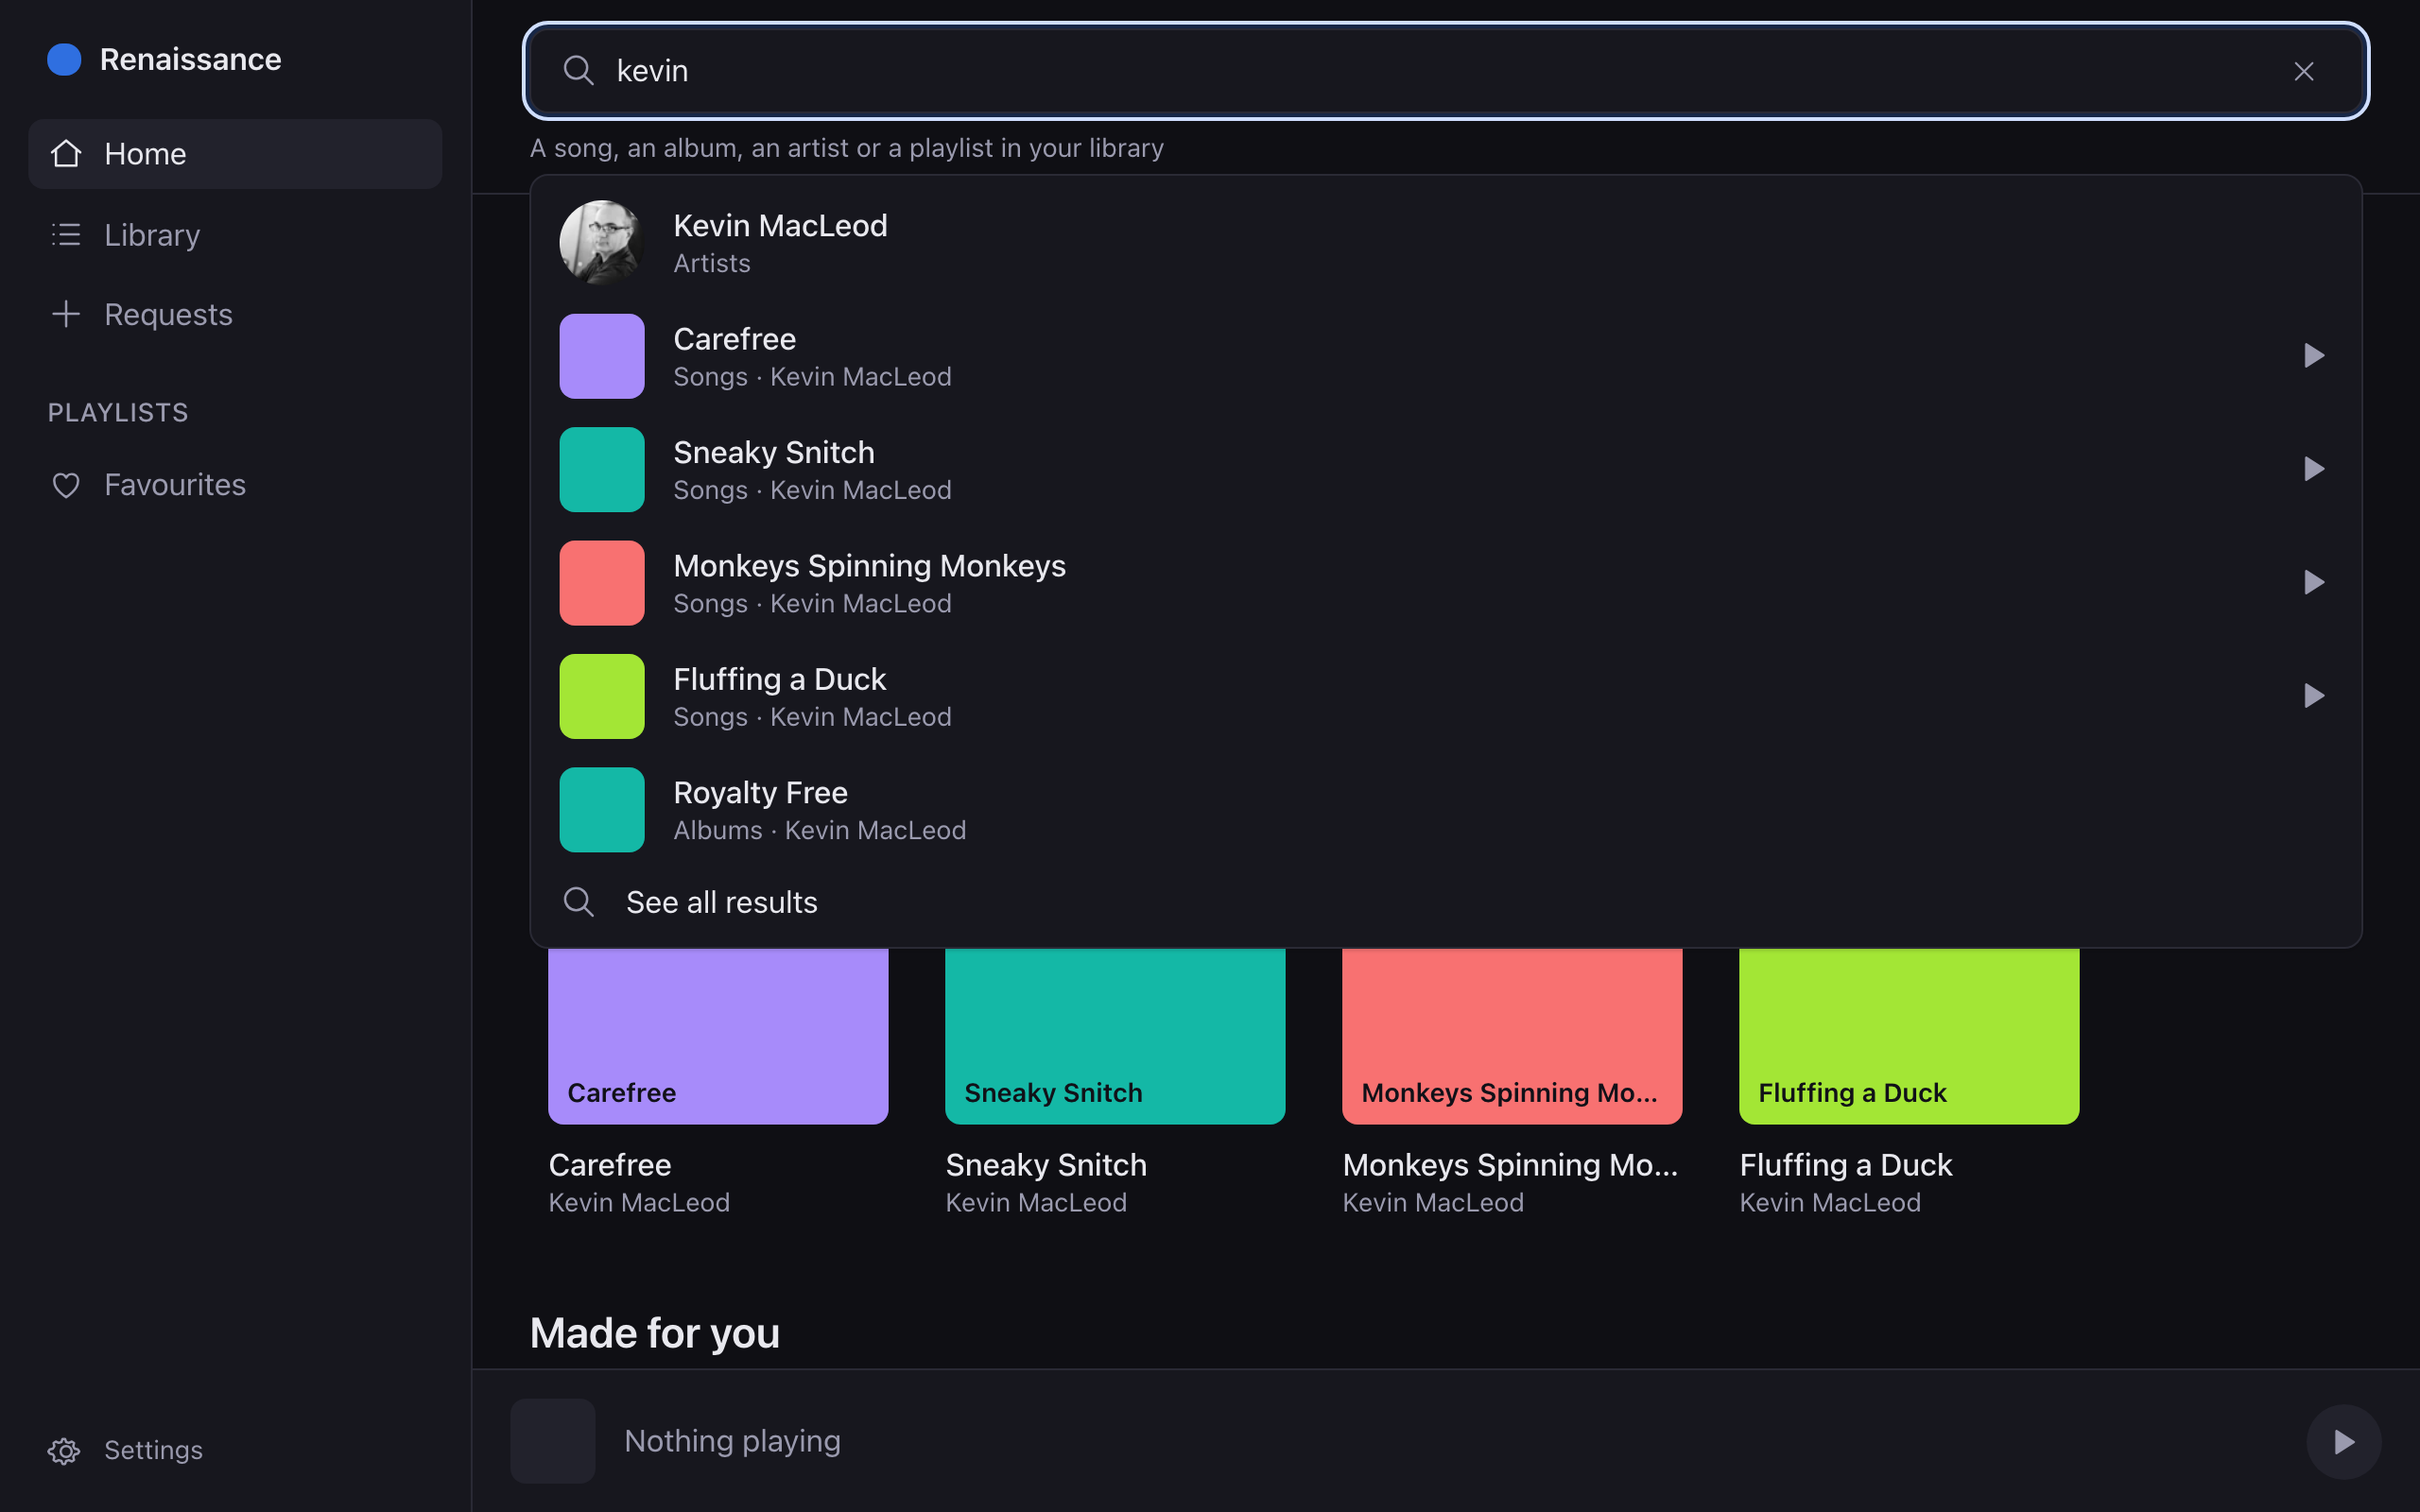 Renaissance
Home
Library
Requests
PLAYLISTS
Favourites
Settings
kevin
A song, an album, an artist or a playlist in your library
Kevin MacLeod
Artists
Carefree
Songs · Kevin MacLeod
Sneaky Snitch
Songs · Kevin MacLeod
Monkeys Spinning Monkeys
Songs · Kevin MacLeod
Fluffing a Duck
Songs · Kevin MacLeod
Royalty Free
Albums · Kevin MacLeod
See all results
Carefree
Sneaky Snitch
Monkeys Spinning Mo...
Fluffing a Duck
Carefree
Kevin MacLeod
Sneaky Snitch
Kevin MacLeod
Monkeys Spinning Mo...
Kevin MacLeod
Fluffing a Duck
Kevin MacLeod
Made for you
Nothing playing